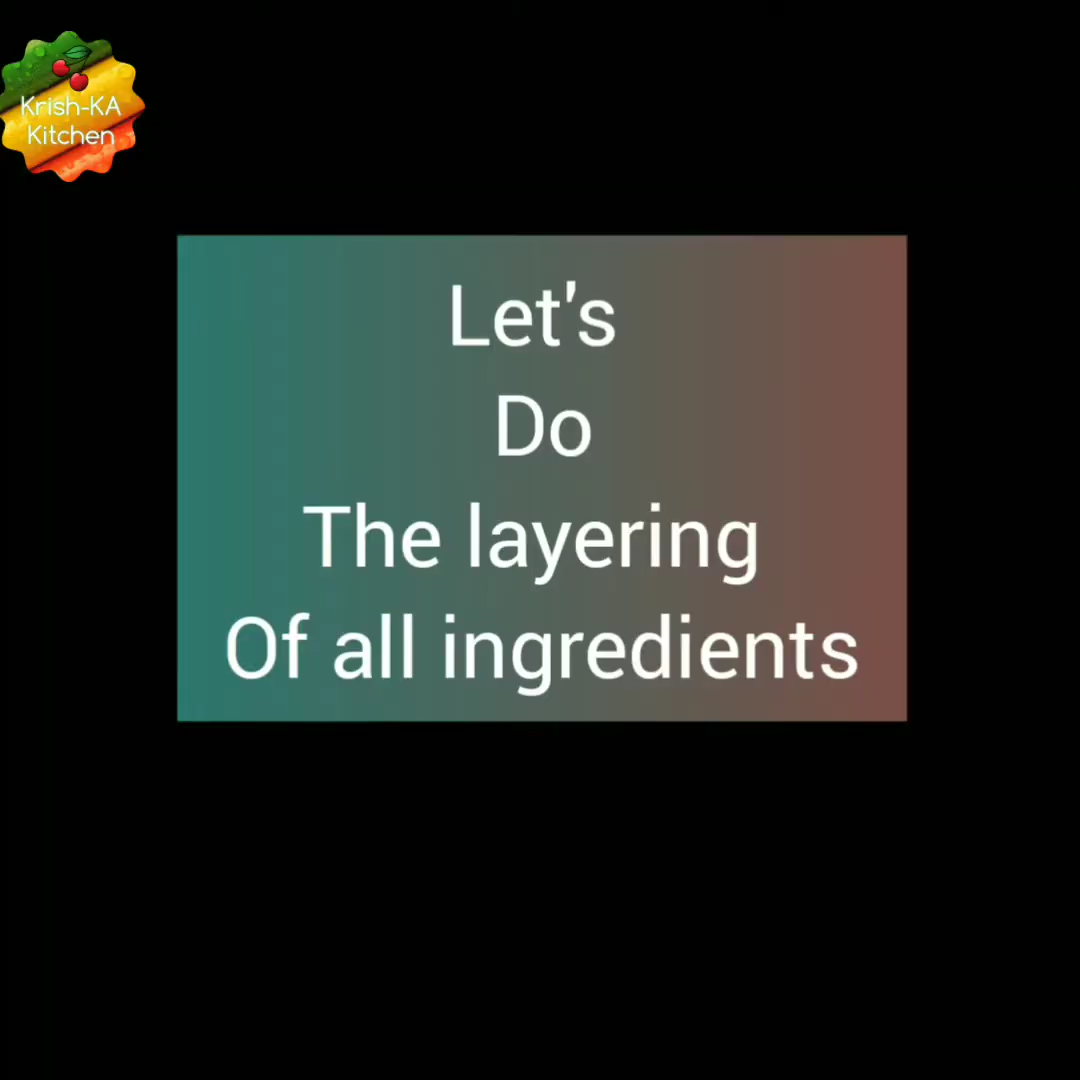 Krish-KA
Kitchen
Let's
Do
The layering
Of all ingredients